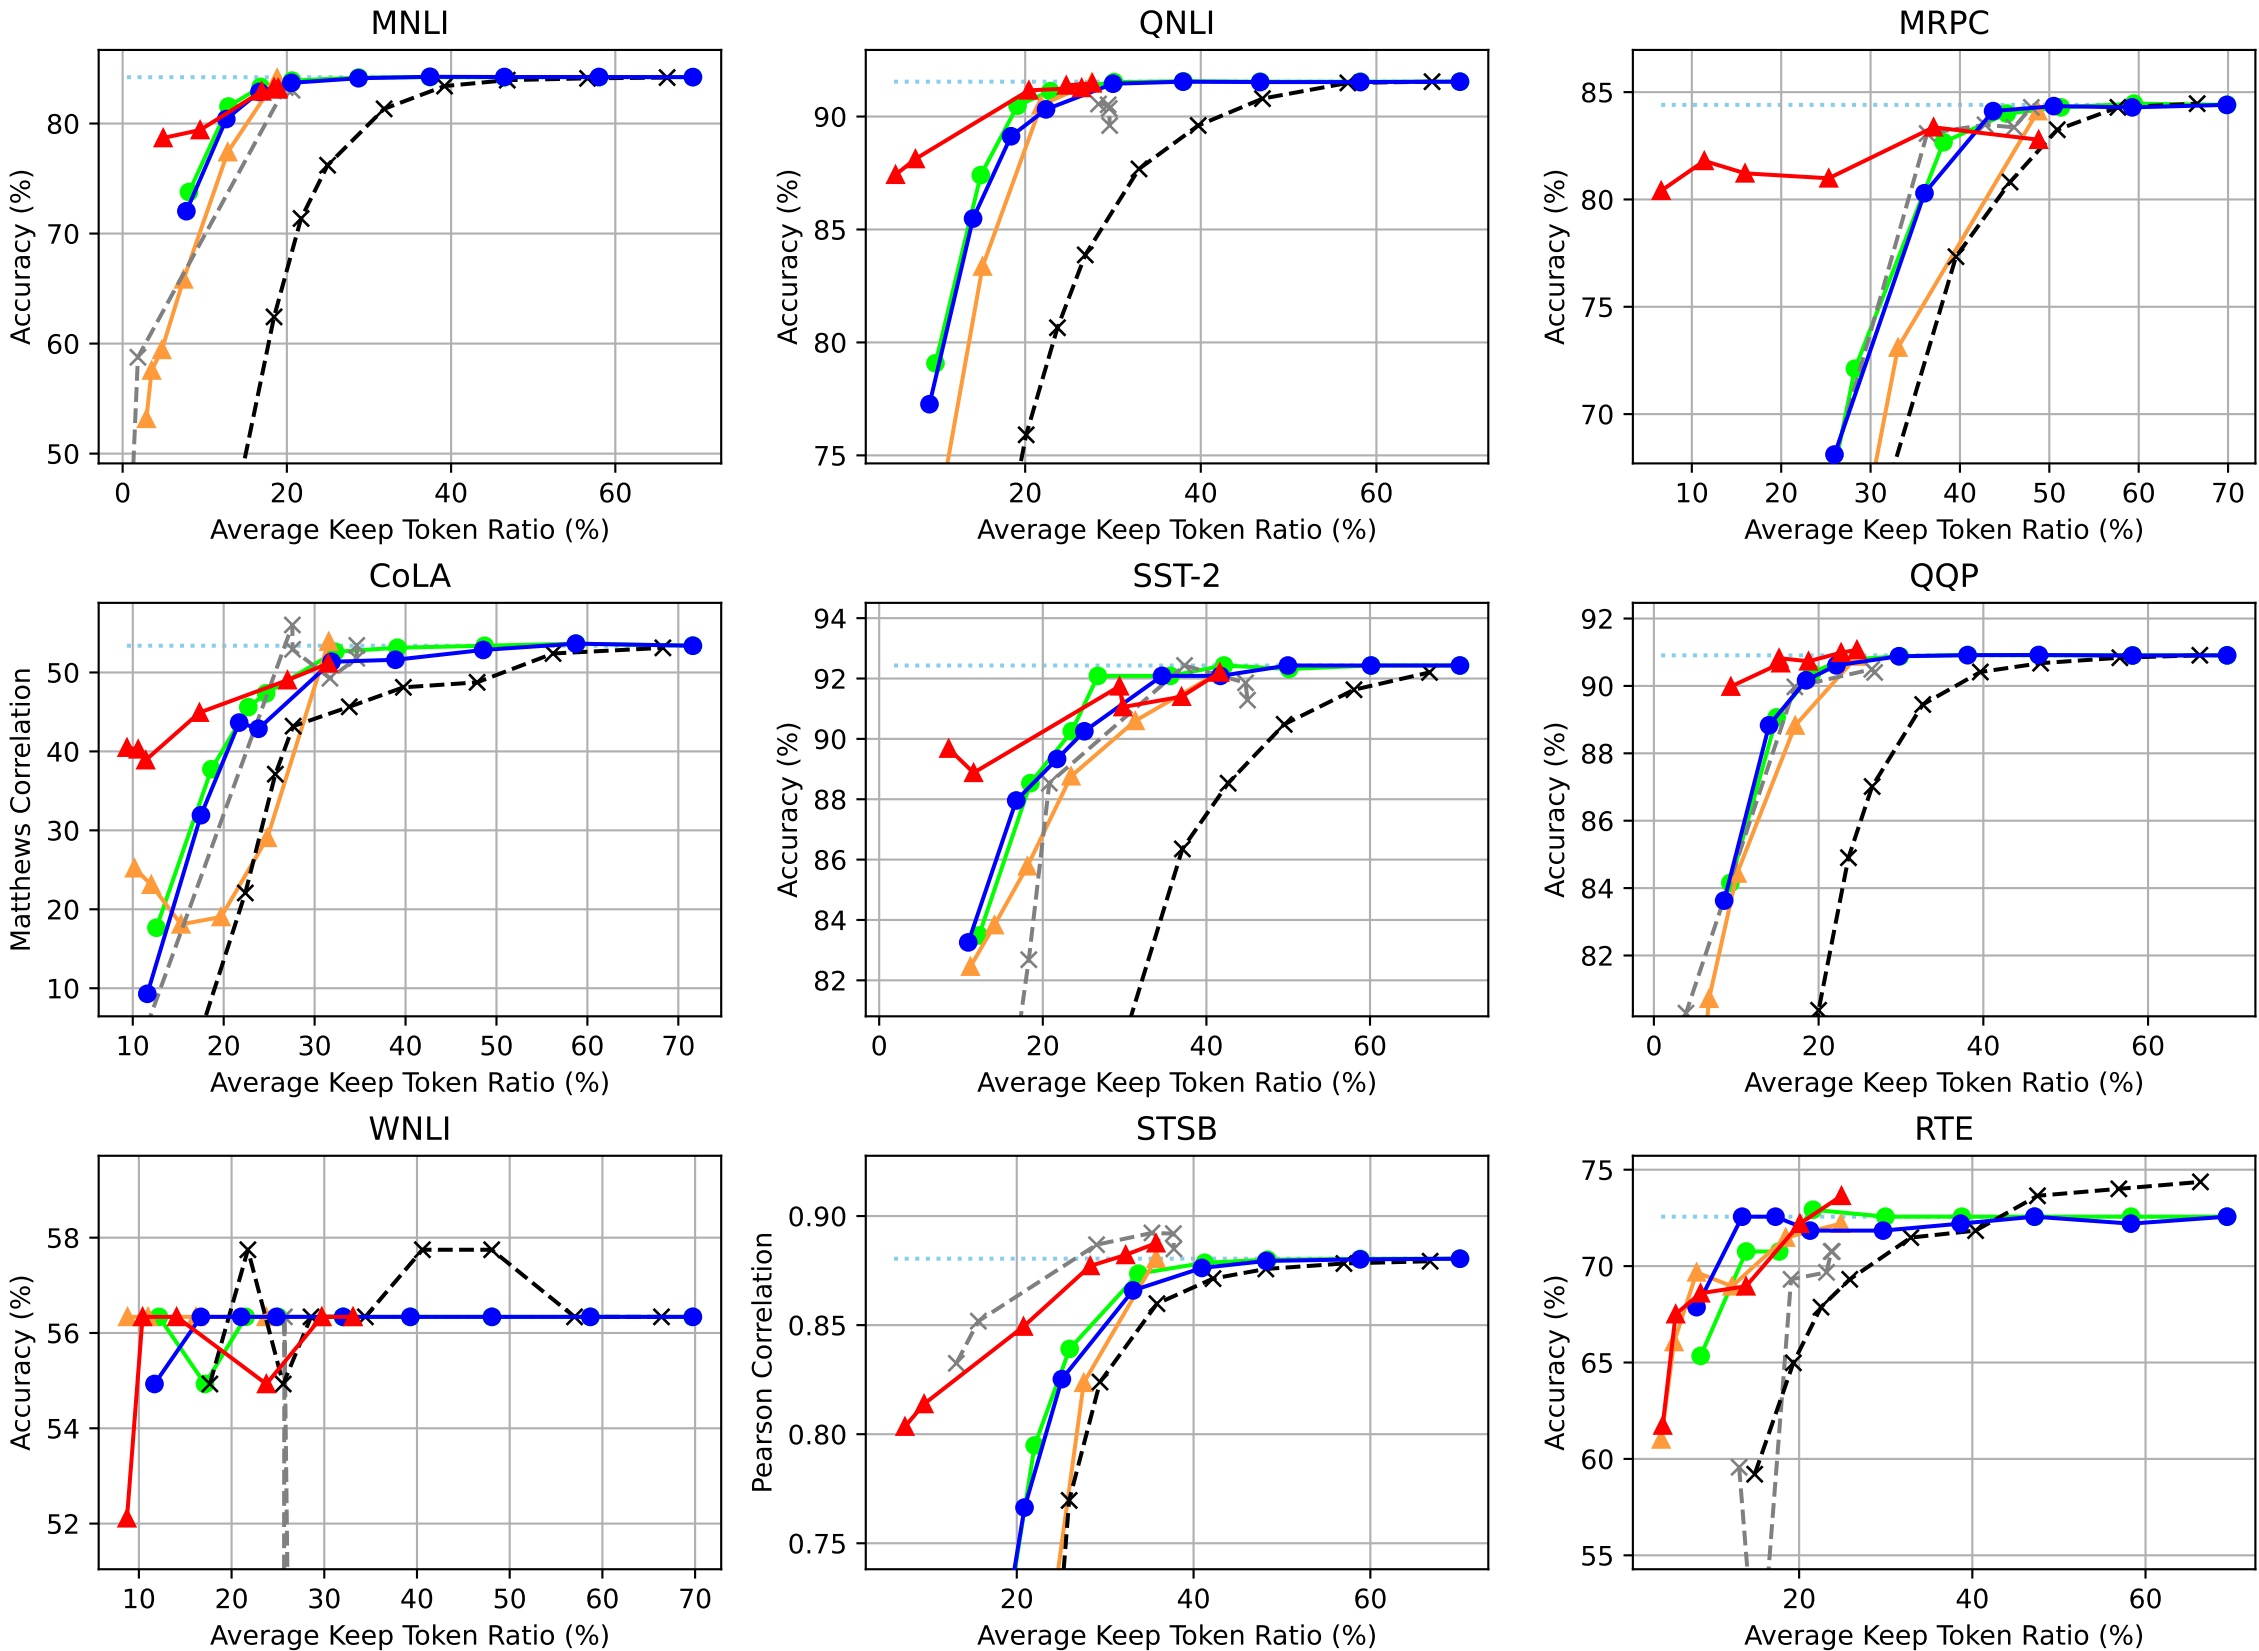 MNLI
Accuracy (%)
80
70
60
50
0 20 40 60
Average Keep Token Ratio (%)
QNLI
Accuracy (%)
90
85
80
75
20 40 60
Average Keep Token Ratio (%)
MRPC
Accuracy (%)
85
80
75
70
10 20 30 40 50 60 70
Average Keep Token Ratio (%)
CoLA
Matthews Correlation
50
40
30
20
10
10 20 30 40 50 60 70
Average Keep Token Ratio (%)
SST-2
Accuracy (%)
94
92
90
88
86
84
82
0 20 40 60
Average Keep Token Ratio (%)
QQP
Accuracy (%)
92
90
88
86
84
82
0 20 40 60
Average Keep Token Ratio (%)
WNLI
Accuracy (%)
58
56
54
52
10 20 30 40 50 60 70
Average Keep Token Ratio (%)
STSB
Pearson Correlation
0.90
0.85
0.80
0.75
20 40 60
Average Keep Token Ratio (%)
RTE
Accuracy (%)
75
70
65
60
55
20 40 60
Average Keep Token Ratio (%)